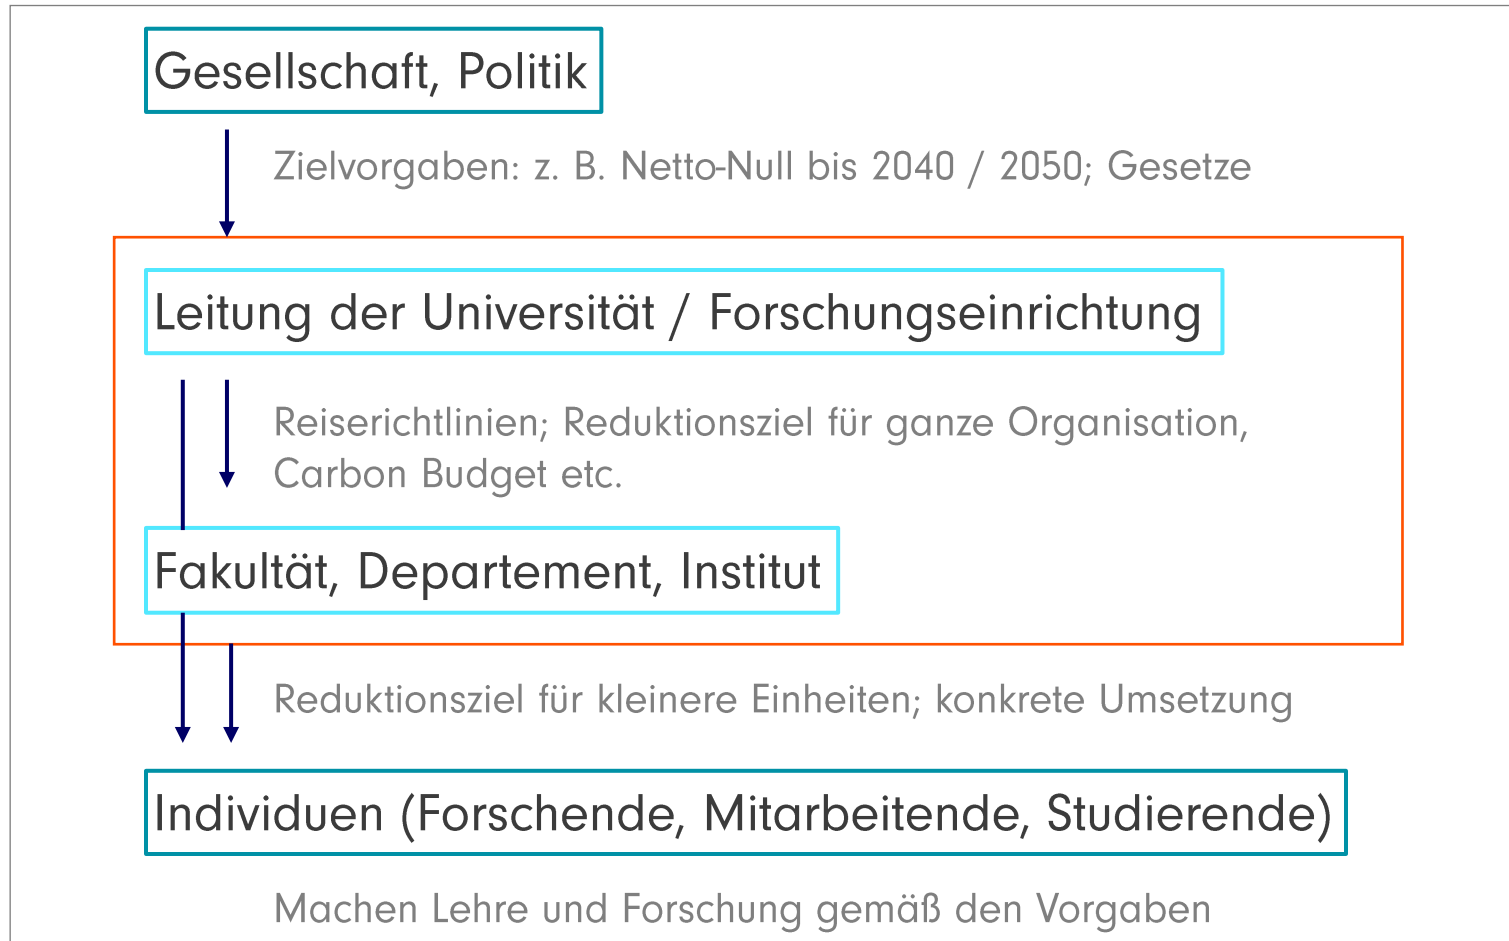 Gesellschaft, Politik
Zielvorgaben: z. B. Netto-Null bis 2040 / 2050; Gesetze
Leitung der Universität / Forschungseinrichtung
Reiserichtlinien; Reduktionsziel für ganze Organisation,
Carbon Budget etc.
Fakultät, Departement, Institut
Reduktionsziel für kleinere Einheiten; konkrete Umsetzung
Individuen (Forschende, Mitarbeitende, Studierende)
Machen Lehre und Forschung gemäß den Vorgaben